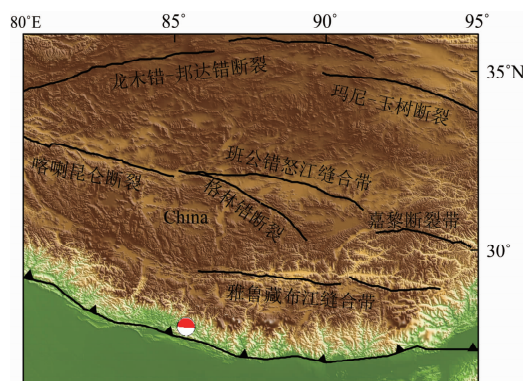 80°E
85°
90°
95°
35°N
龙木错-邦达错断裂
玛尼-玉树断裂
喀喇昆仑断裂
班公错怒江缝合带
格林错断裂
嘉黎断裂带
China
30°
雅鲁藏布江缝合带